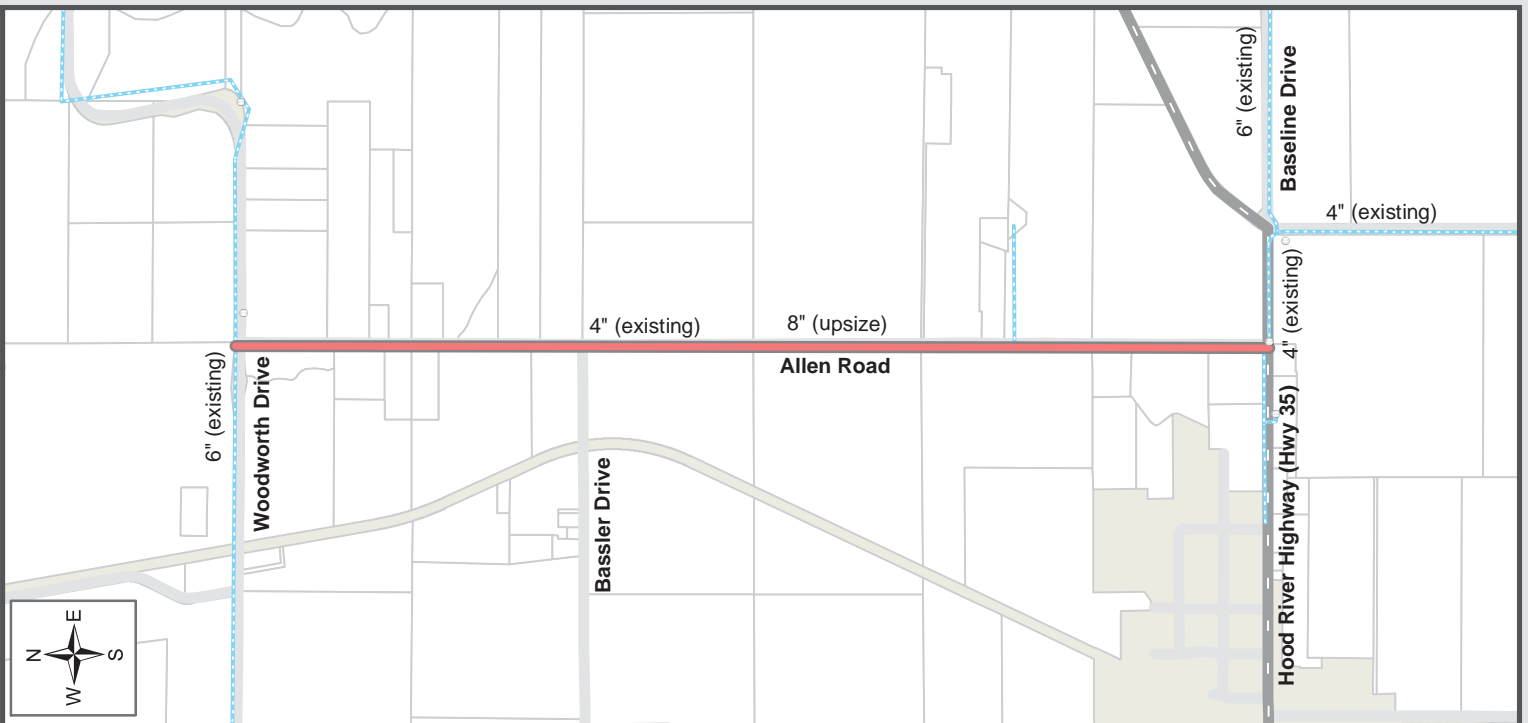 6" (existing)
Baseline Drive
4" (existing)
4" (existing)
4" (existing)
8" (upsize)
Allen Road
6" (existing)
Woodworth Drive
Bassler Drive
Hood River Highway (Hwy 35)
N
E
S
W